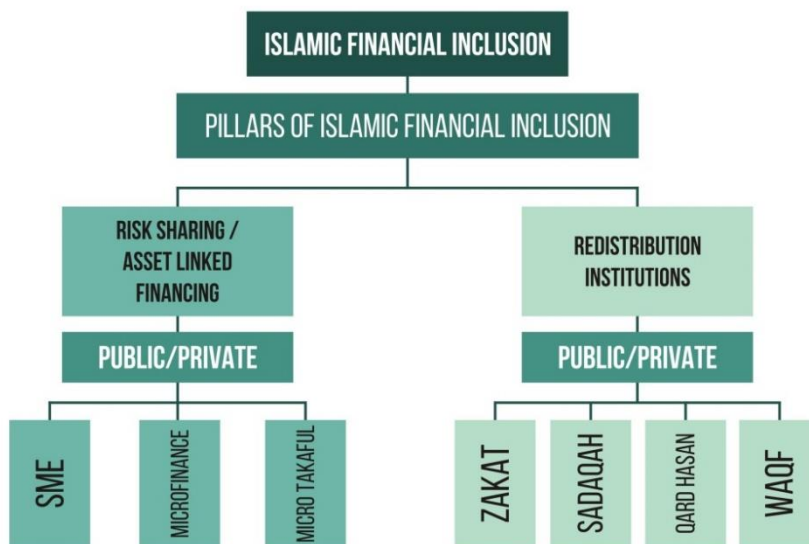 ISLAMIC FINANCIAL INCLUSION
PILLARS OF ISLAMIC FINANCIAL INCLUSION
RISK SHARING /
ASSET LINKED
FINANCING
REDISTRIBUTION
INSTITUTIONS
PUBLIC/PRIVATE
PUBLIC/PRIVATE
SME
MICROFINANCE
MICRO TAKAFUL
ZAKAT
SADAQAH
QARD HASAN
WAQF